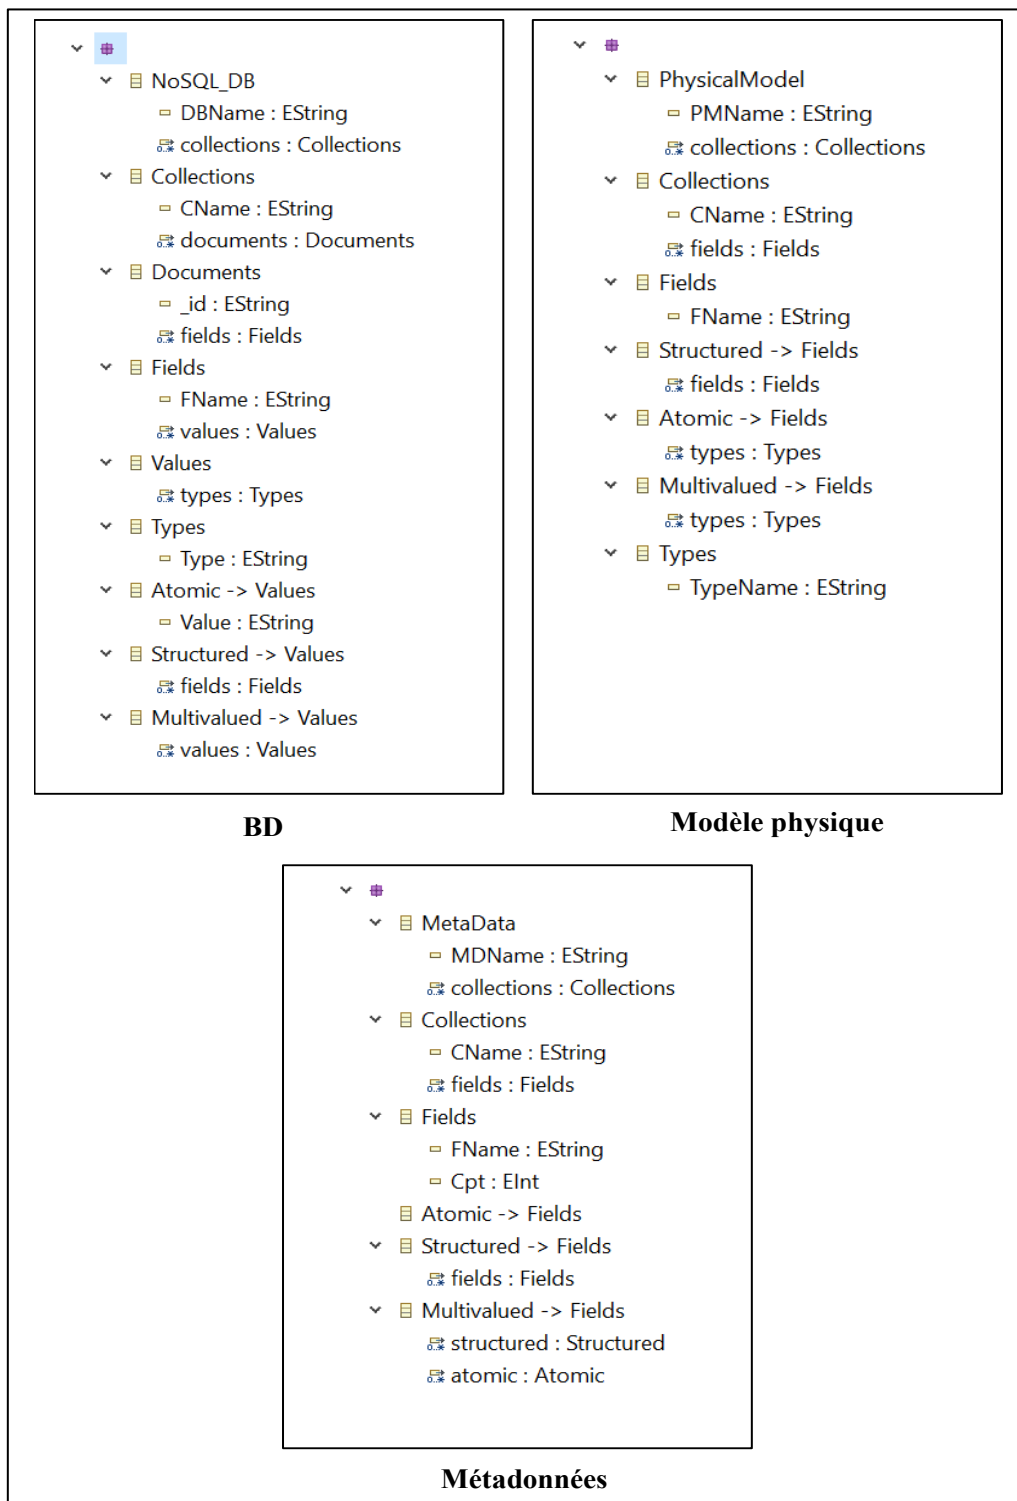 NoSQL_DB
DBName : EString
collections : Collections
Collections
CName : EString
documents : Documents
Documents
_id : EString
fields : Fields
Fields
FName : EString
values : Values
Values
types : Types
Types
Type : EString
Atomic -> Values
Value : EString
Structured -> Values
fields : Fields
Multivalued -> Values
values : Values
BD
PhysicalModel
PMName : EString
collections : Collections
Collections
CName : EString
fields : Fields
Fields
FName : EString
Structured -> Fields
fields : Fields
Atomic -> Fields
types : Types
Multivalued -> Fields
types : Types
Types
TypeName : EString
Modèle physique
MetaData
MDName : EString
collections : Collections
Collections
CName : EString
fields : Fields
Fields
FName : EString
Cpt : EInt
Atomic -> Fields
Structured -> Fields
fields : Fields
Multivalued -> Fields
structured : Structured
atomic : Atomic
Métadonnées